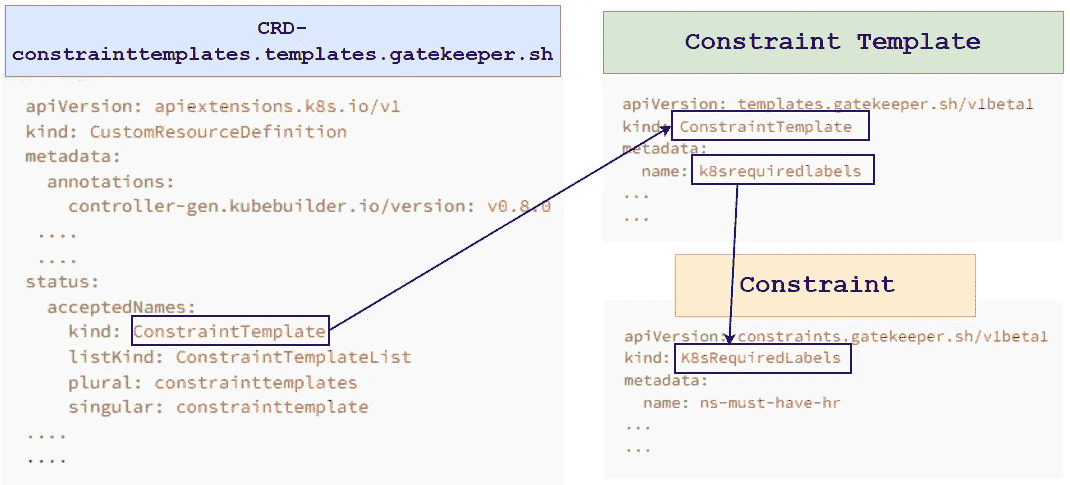 CRD-
constrainttemplates.templates.gatekeeper.sh
apiVersion: apiextensions.k8s.io/v1
kind: CustomResourceDefinition
metadata:
annotations:
controller-gen.kubebuilder.io/version: v0.8.0
....
....
status:
acceptedNames:
kind: ConstraintTemplate
listKind: ConstraintTemplateList
plural: constrainttemplates
singular: constrainttemplate
....
....
Constraint Template
apiVersion: templates.gatekeeper.sh/v1beta1
kind: ConstraintTemplate
metadata:
name: k8srequiredlabels
...
...
Constraint
apiVersion: constraints.gatekeeper.sh/v1beta1
kind: K8sRequiredLabels
metadata:
name: ns-must-have-hr
...
...